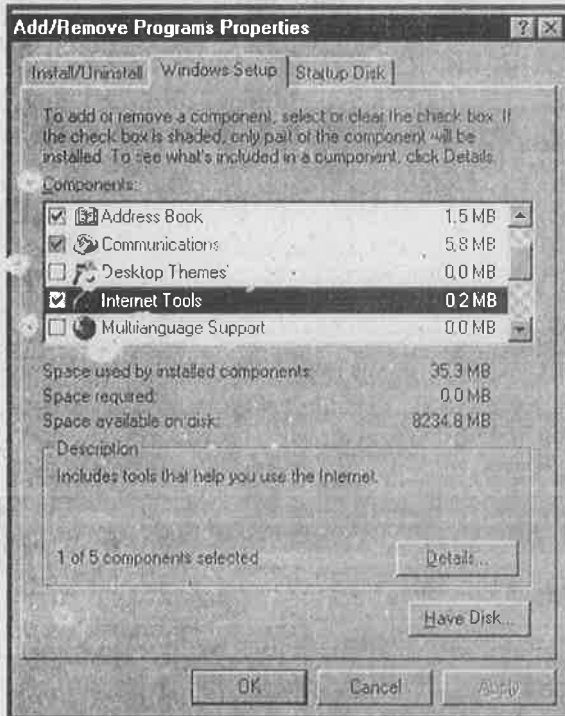 Add/Remove Programs Properties
Install/Uninstall Windows Setup Startup Disk
To add or remove a component, select or clear the check box. If
the check box is shaded, only part of the component will be
installed. To see what's included in a component, click Details.
Components:
Address Book 1.5 MB
Communications 5.8 MB
Desktop Themes 0.0 MB
Internet Tools 0.2 MB
Multilanguage Support 0.0 MB
Space used by installed components: 35.3 MB
Space required: 0.0 MB
Space available on disk: 8234.8 MB
Description
Includes tools that help you use the Internet.
1 of 5 components selected
Details...
Have Disk...
OK Cancel Apply